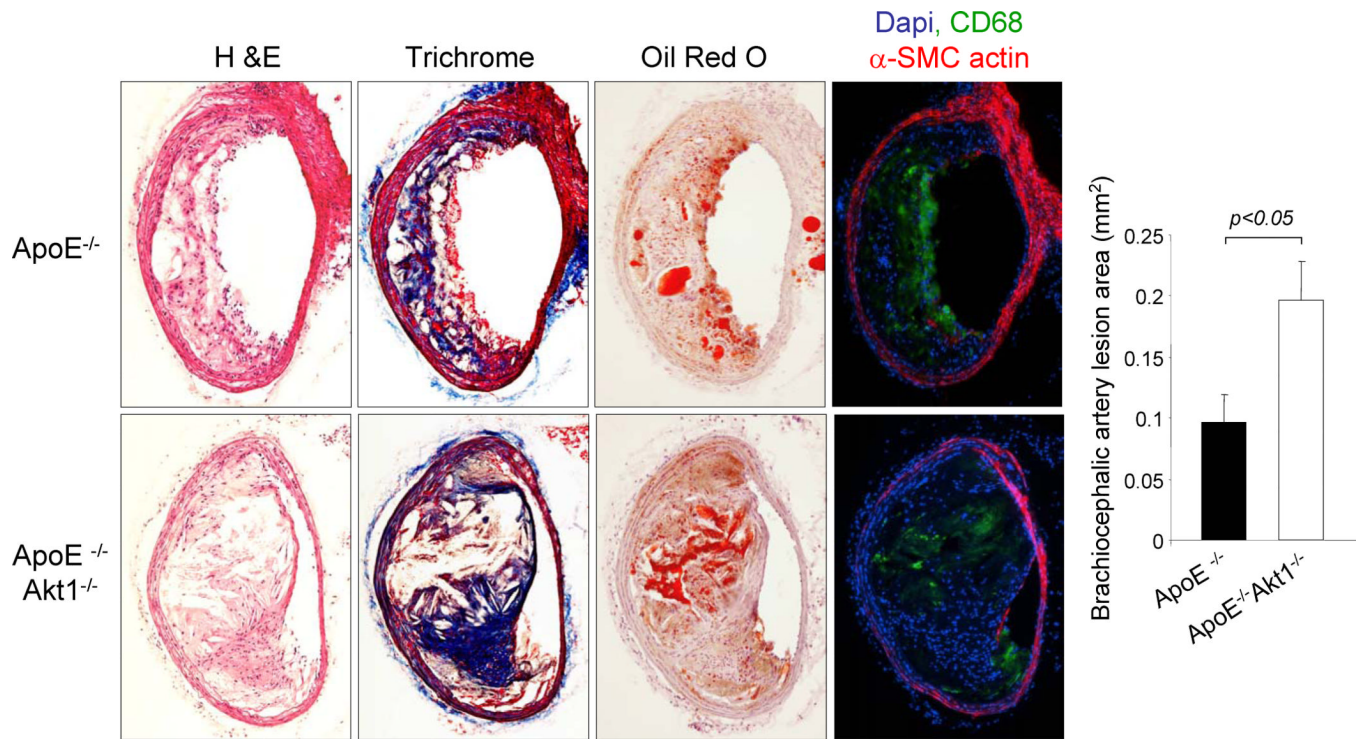 H &E
Trichrome
Oil Red O
Dapi, CD68
α-SMC actin
ApoE-/-
ApoE -/-
Akt1-/-
Brachiocephalic artery lesion area (mm²)
p<0.05
0.25
0.2
0.15
0.1
0.05
0
ApoE -/-
ApoE-/-Akt1-/-